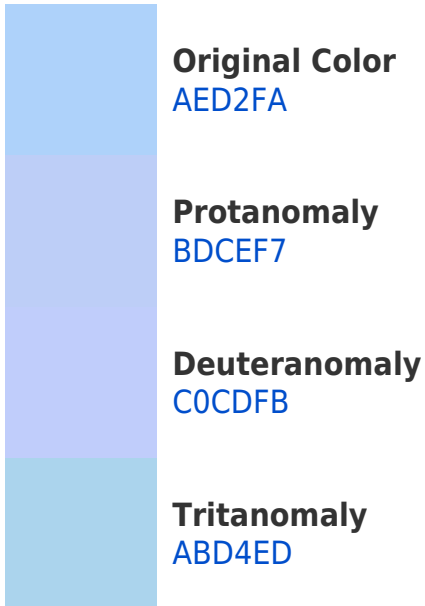 Original Color
AED2FA
Protanomaly
BDCEF7
Deuteranomaly
C0CDFB
Tritanomaly
ABD4ED